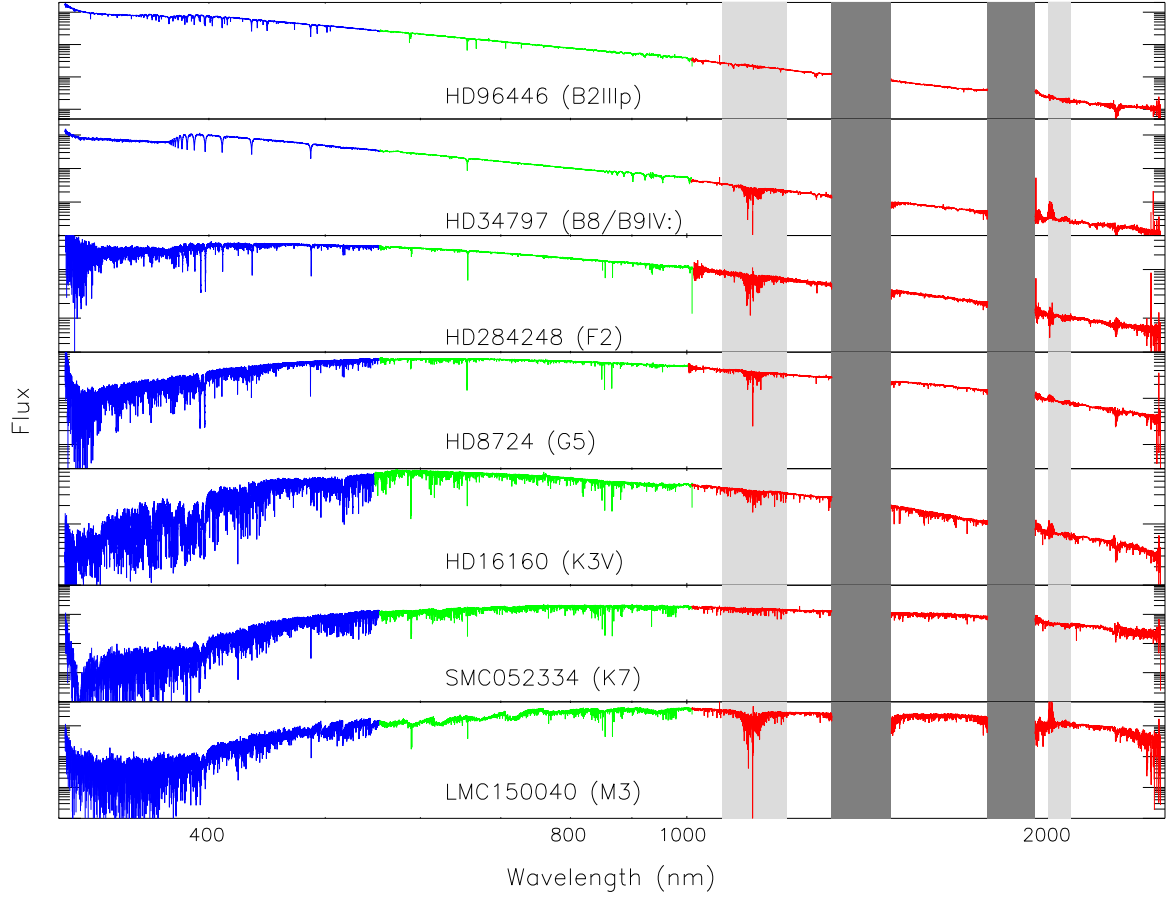 HD96446 (B2IIIp)
HD34797 (B8/B9IV:)
HD284248 (F2)
HD8724 (G5)
HD16160 (K3V)
SMC052334 (K7)
LMC150040 (M3)
Flux
400 800 1000 2000
Wavelength (nm)